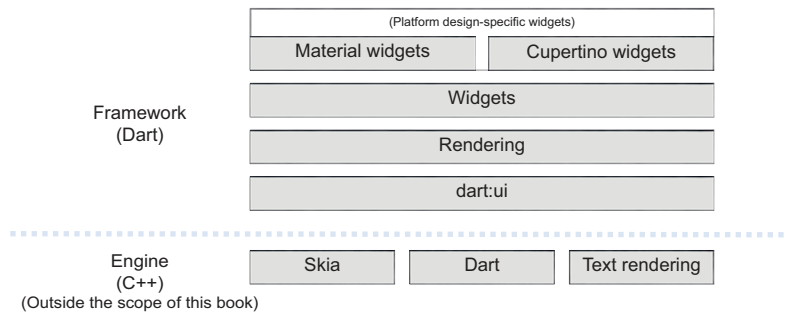 (Platform design-specific widgets)
Material widgets
Cupertino widgets
Framework
(Dart)
Widgets
Rendering
dart:ui
Engine
(C++)
(Outside the scope of this book)
Skia
Dart
Text rendering